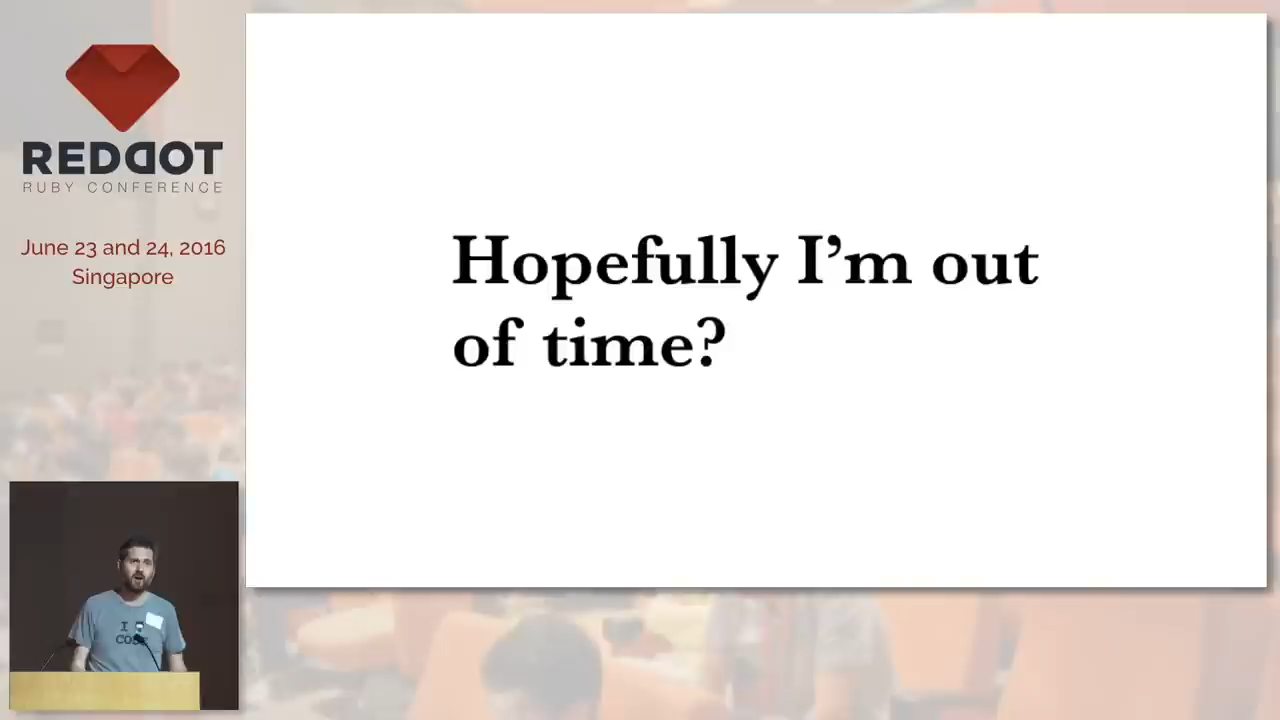 REDDOT
RUBY CONFERENCE
June 23 and 24, 2016
Singapore
Hopefully I’m out
of time?
I